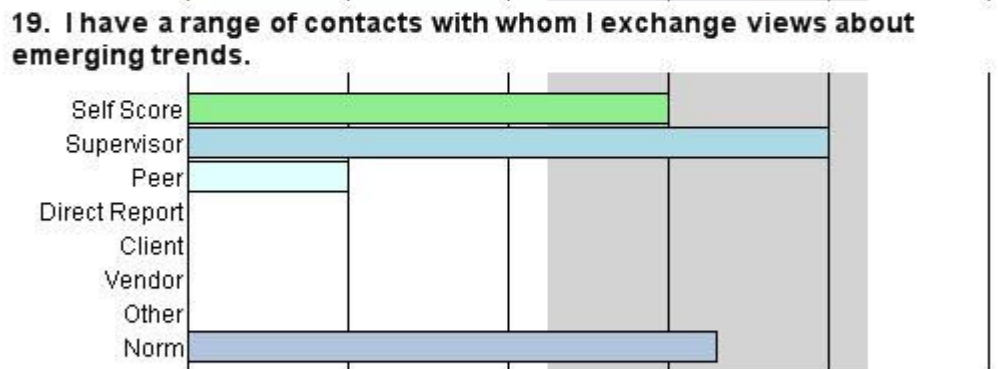 19. I have a range of contacts with whom I exchange views about
emerging trends.
Self Score
Supervisor
Peer
Direct Report
Client
Vendor
Other
Norm